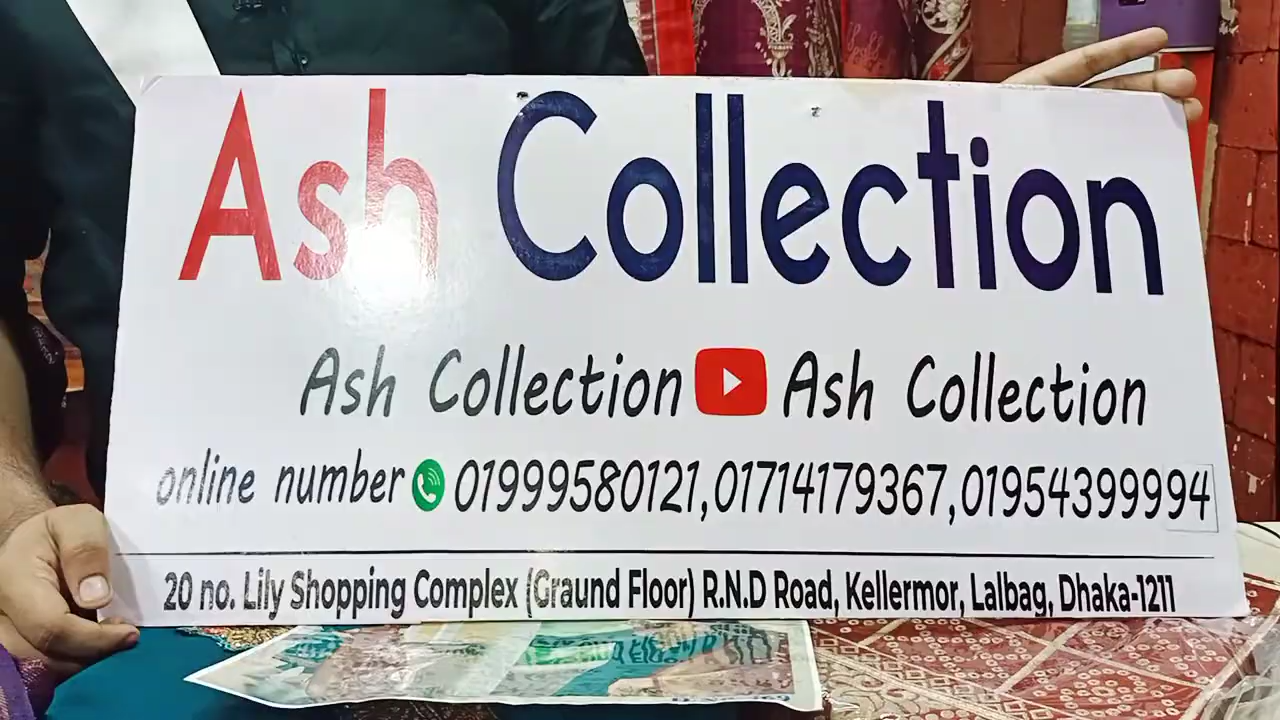 Ash Collection
Ash Collection Ash Collection
online number 01999580121,01714179367,01954399994
20 no. Lily Shopping Complex (Graund Floor) R.N.D Road, Kellermor, Lalbag, Dhaka-1211